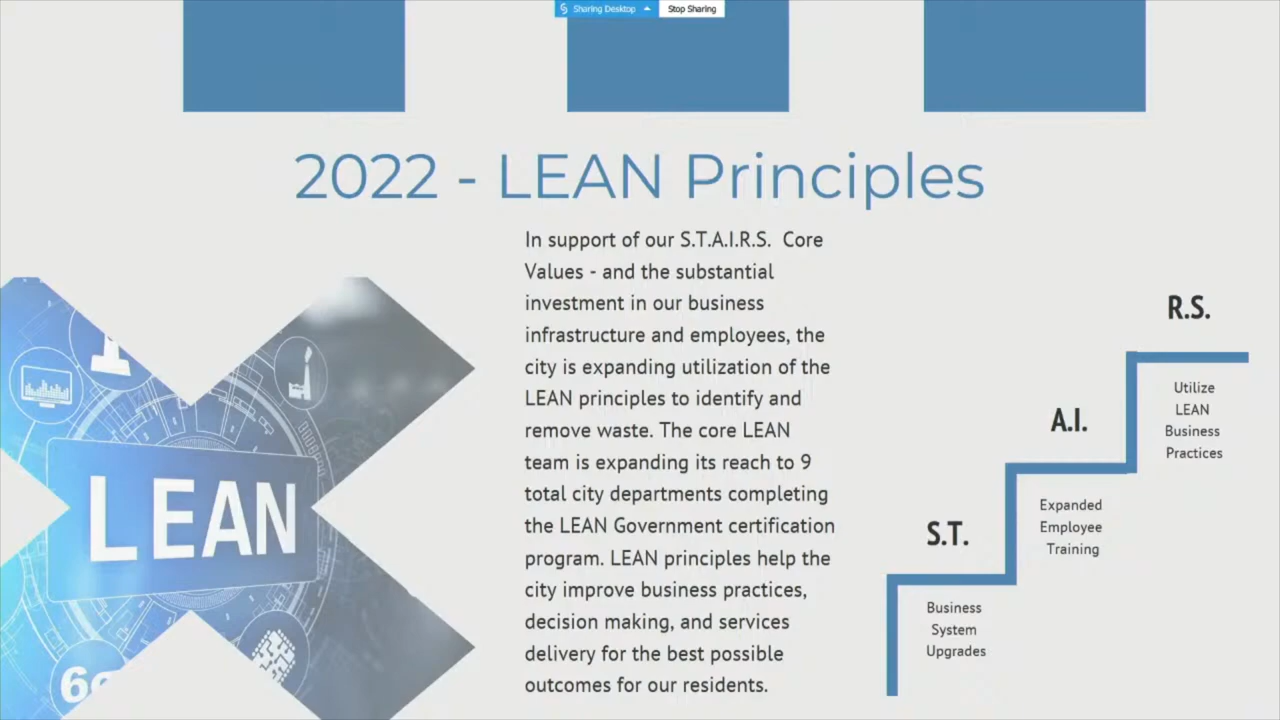 Sharing Desktop
Stop Sharing
2022 - LEAN Principles
In support of our S.T.A.I.R.S. Core
Values - and the substantial
investment in our business
infrastructure and employees, the
city is expanding utilization of the
LEAN principles to identify and
remove waste. The core LEAN
team is expanding its reach to 9
total city departments completing
the LEAN Government certification
program. LEAN principles help the
city improve business practices,
decision making, and services
delivery for the best possible
outcomes for our residents.
LEAN
S.T.
Business
System
Upgrades
A.I.
Expanded
Employee
Training
R.S.
Utilize
LEAN
Business
Practices